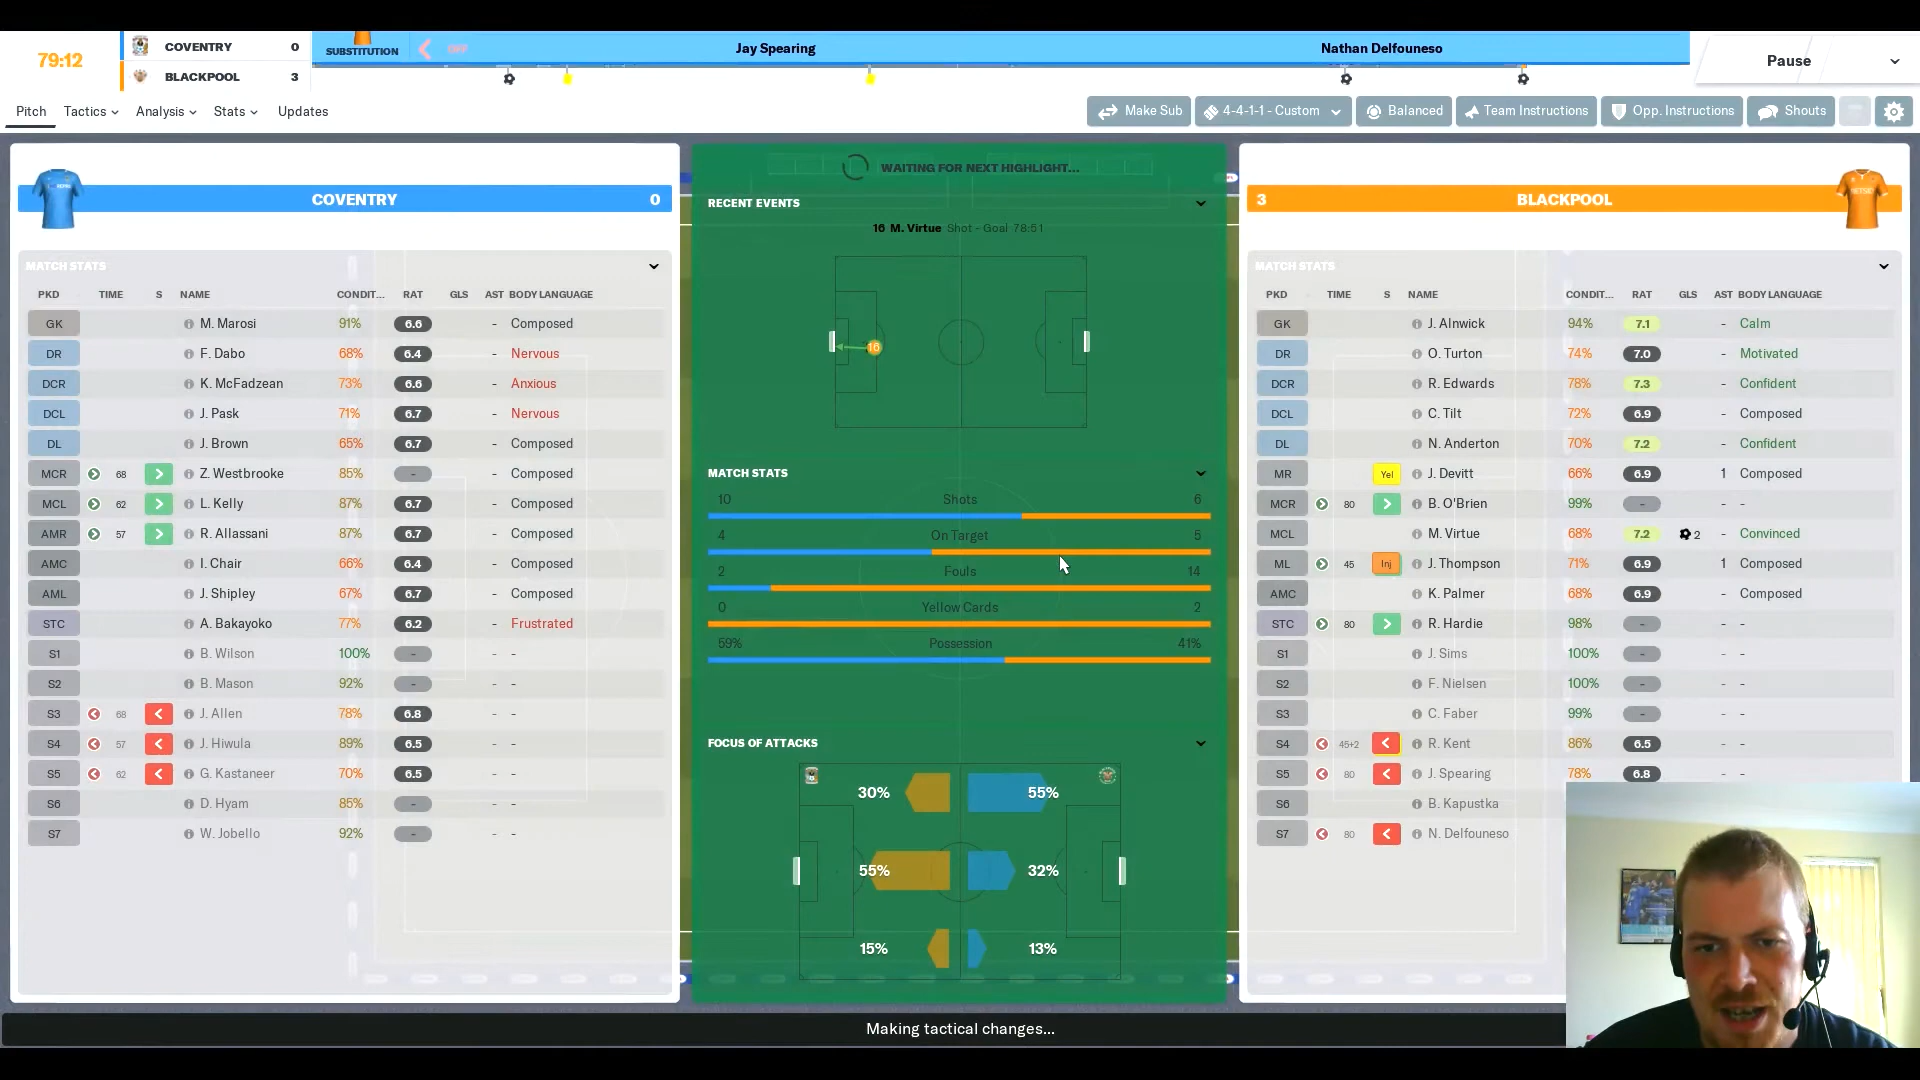 79:12
COVENTRY 0
BLACKPOOL 3
SUBSTITUTION OFF Jay Spearing Nathan Delfouneso
Pause
Pitch Tactics Analysis Stats Updates
Make Sub 4-4-1-1 - Custom Balanced Team Instructions Opp. Instructions Shouts
COVENTRY 0
MATCH STATS
PKD TIME S NAME CONDIT... RAT GLS AST BODY LANGUAGE
GK M. Marosi 91% 6.6 - Composed
DR F. Dabo 68% 6.4 - Nervous
DCR K. McFadzean 73% 6.6 - Anxious
DCL J. Pask 71% 6.7 - Nervous
DL J. Brown 65% 6.7 - Composed
MCR 68 Z. Westbrooke 85% - - Composed
MCL 62 L. Kelly 87% 6.7 - Composed
AMR 57 R. Allassani 87% 6.7 - Composed
AMC I. Chair 66% 6.4 - Composed
AML J. Shipley 67% 6.7 - Composed
STC A. Bakayoko 77% 6.2 - Frustrated
S1 B. Wilson 100% - - -
S2 B. Mason 92% - - -
S3 68 J. Allen 78% 6.8 - -
S4 57 J. Hiwula 89% 6.5 - -
S5 62 G. Kastaneer 70% 6.5 - -
S6 D. Hyam 85% - - -
S7 W. Jobello 92% - - -
WAITING FOR NEXT HIGHLIGHT...
RECENT EVENTS
16 M. Virtue Shot - Goal 78:51
16
MATCH STATS
10 Shots 6
4 On Target 5
2 Fouls 14
0 Yellow Cards 2
59% Possession 41%
FOCUS OF ATTACKS
30% 55%
55% 32%
15% 13%
3 BLACKPOOL
MATCH STATS
PKD TIME S NAME CONDIT... RAT GLS AST BODY LANGUAGE
GK J. Alnwick 94% 7.1 - Calm
DR O. Turton 74% 7.0 - Motivated
DCR R. Edwards 78% 7.3 - Confident
DCL C. Tilt 72% 6.9 - Composed
DL N. Anderton 70% 7.2 - Confident
MR Yel J. Devitt 66% 6.9 1 Composed
MCR 80 B. O'Brien 99% - - -
MCL M. Virtue 68% 7.2 2 - Convinced
ML 45 Inj J. Thompson 71% 6.9 1 Composed
AMC K. Palmer 68% 6.9 - Composed
STC 80 R. Hardie 98% - - -
S1 J. Sims 100% - - -
S2 F. Nielsen 100% - - -
S3 C. Faber 99% - - -
S4 45+2 R. Kent 86% 6.5 - -
S5 80 J. Spearing 78% 6.8 - -
S6 B. Kapustka
S7 80 N. Delfouneso
Making tactical changes...